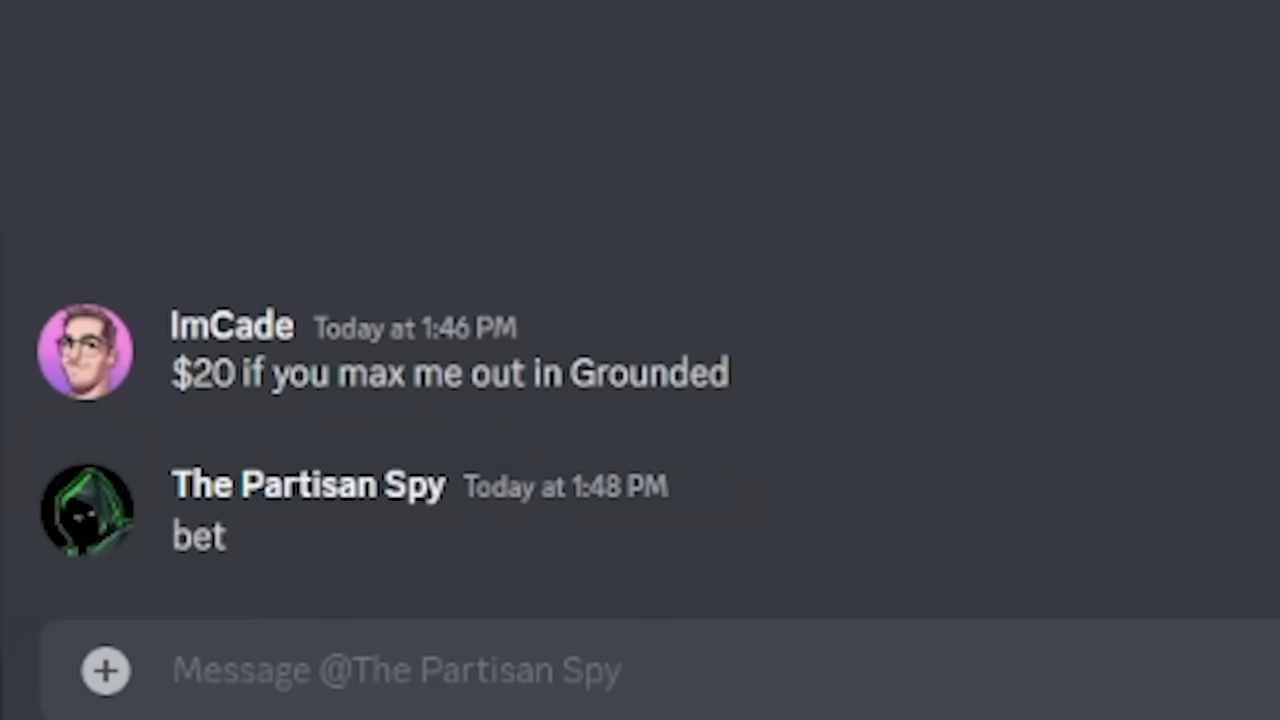 ImCade Today at 1:46 PM
$20 if you max me out in Grounded
The Partisan Spy Today at 1:48 PM
bet
Message @The Partisan Spy